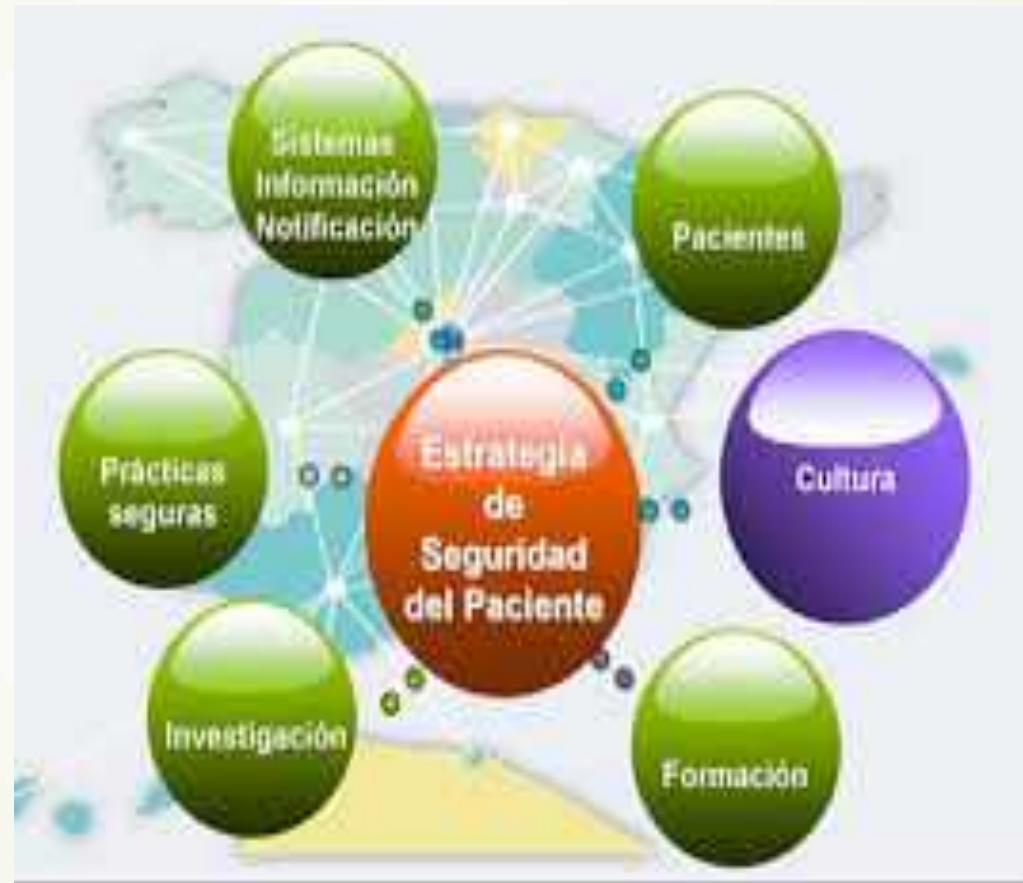 Sistemas
Información
Notificación
Pacientes
Prácticas
seguras
Estrategia
de
Seguridad
del Paciente
Cultura
Investigación
Formación